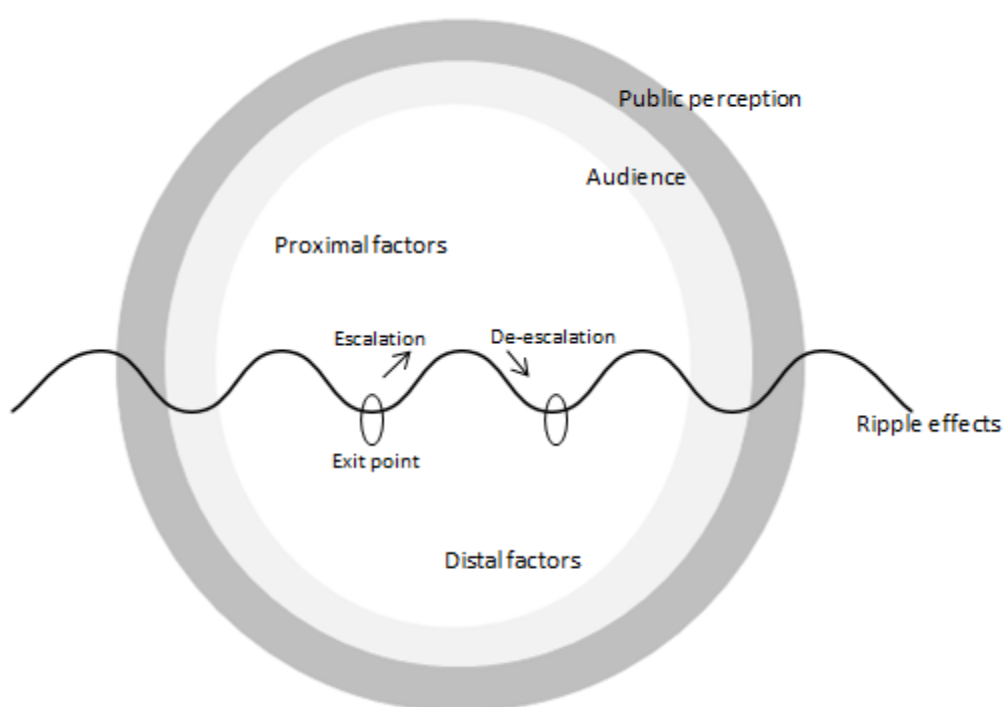 Public perception
Audience
Proximal factors
Escalation
De-escalation
Ripple effects
Exit point
Distal factors